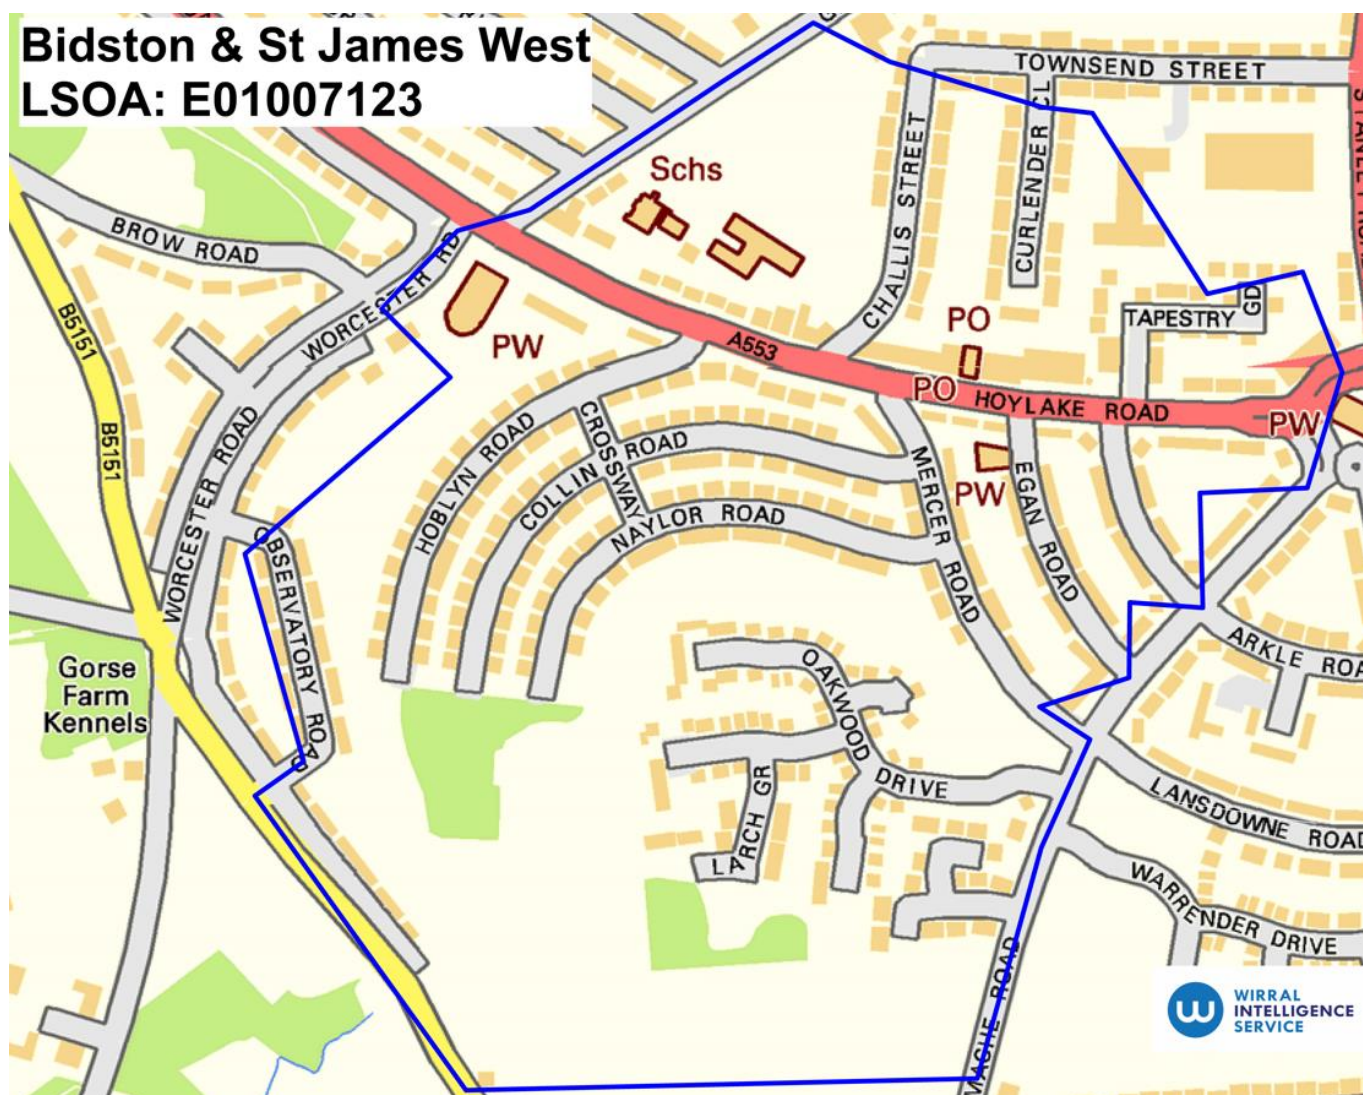 Bidston & St James West
LSOA: E01007123
TOWNSEND STREET
CURLENDER CL
CHALLIS STREET
Schs
BROW ROAD
WORCESTER RD
B5151
PW
A553
PO
PO
TAPESTRY GD
HOYLAKE ROAD
PW
B5151
WORCESTER ROAD
HOBLYN ROAD
CROSSWAY
COLLIN ROAD
NAYLOR ROAD
MERCER ROAD
PW
EGAN ROAD
OBSERVATORY ROAD
ARKLE ROA
Gorse
Farm
Kennels
OAKWOOD DRIVE
LARCH GR
LANSDOWNE ROAD
WARRENDER DRIVE
MACHE ROAD
WIRRAL
INTELLIGENCE
SERVICE